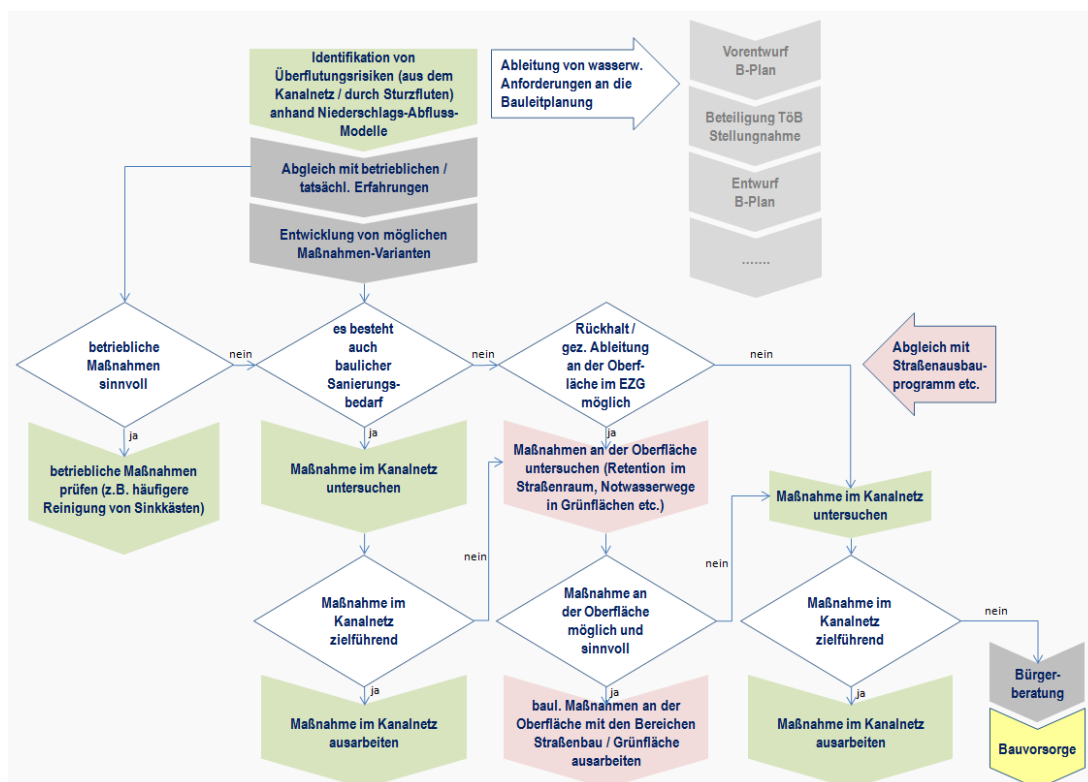 Identifikation von
Überflutungsrisiken (aus dem
Kanalnetz / durch Sturzfluten)
anhand Niederschlags-Abfluss-
Modelle
Ableitung von wasserw.
Anforderungen an die
Bauleitplanung
Vorentwurf
B-Plan
Beteiligung TöB
Stellungnahme
Entwurf
B-Plan
.......
Abgleich mit betrieblichen /
tatsächl. Erfahrungen
Entwicklung von möglichen
Maßnahmen-Varianten
betriebliche
Maßnahmen
sinnvoll
nein
es besteht
auch
baulicher
Sanierungs-
bedarf
nein
Rückhalt /
gez. Ableitung
an der Oberf-
läche im EZG
möglich
nein
Abgleich mit
Straßenausbau-
programm etc.
ja
ja
ja
betriebliche Maßnahmen
prüfen (z.B. häufigere
Reinigung von Sinkkästen)
Maßnahme im Kanalnetz
untersuchen
Maßnahmen an der Oberfläche
untersuchen (Retention im
Straßenraum, Notwasserwege
in Grünflächen etc.)
Maßnahme im Kanalnetz
untersuchen
nein
nein
Maßnahme im
Kanalnetz
zielführend
Maßnahme an
der Oberfläche
möglich und
sinnvoll
Maßnahme im
Kanalnetz
zielführend
nein
ja
ja
ja
Maßnahme im Kanalnetz
ausarbeiten
baul. Maßnahmen an der
Oberfläche mit den Bereichen
Straßenbau / Grünfläche
ausarbeiten
Maßnahme im Kanalnetz
ausarbeiten
Bürger-
beratung
Bauvorsorge